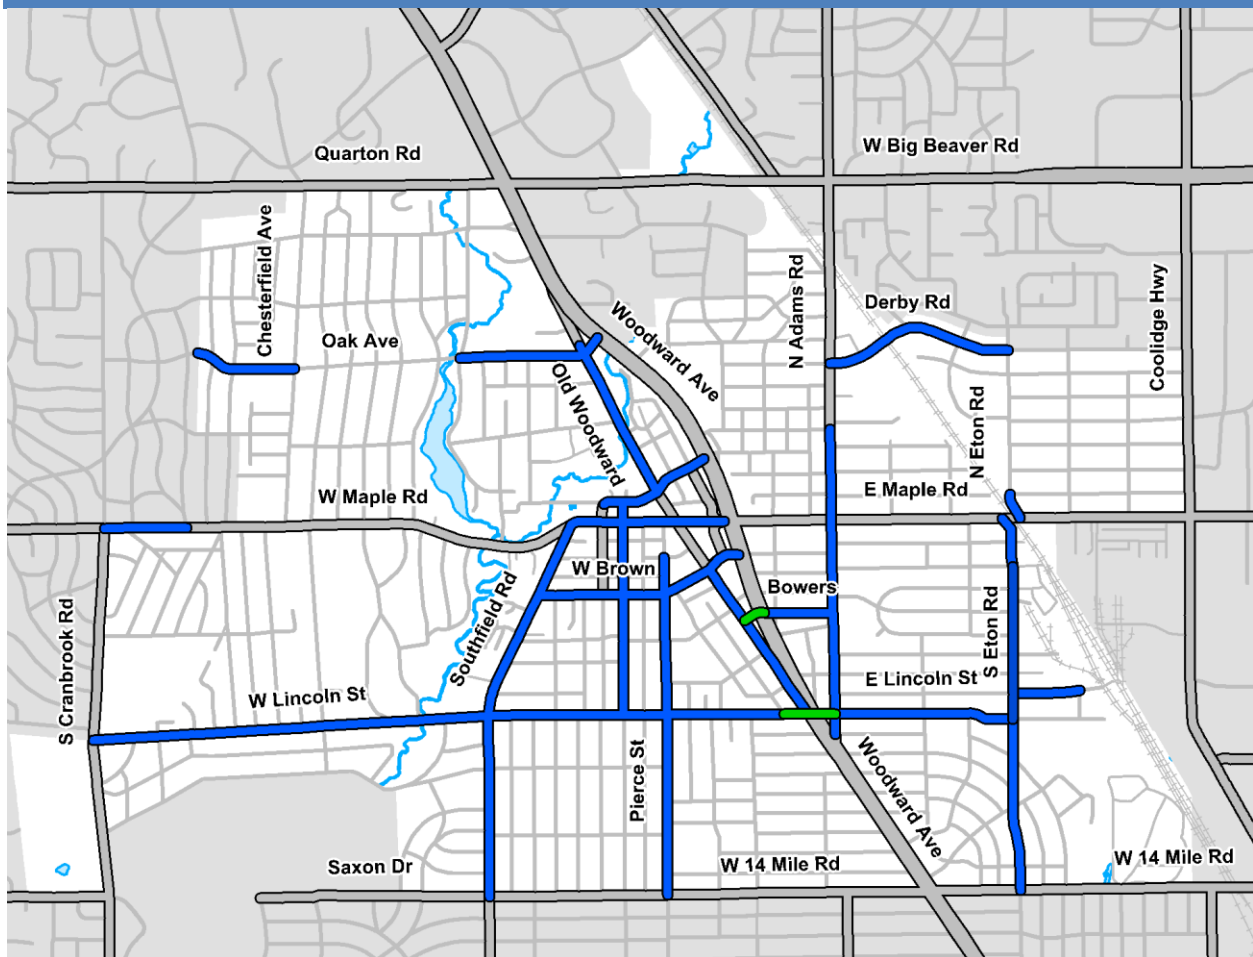 W Big Beaver Rd
Quarton Rd
Chesterfield Ave
N Adams Rd
Coolidge Hwy
Derby Rd
Woodward Ave
Oak Ave
Old Woodward
N Eton Rd
W Maple Rd
E Maple Rd
W Brown
Bowers
Southfield Rd
S Eton Rd
S Cranbrook Rd
E Lincoln St
W Lincoln St
Pierce St
Woodward Ave
Saxon Dr
W 14 Mile Rd
W 14 Mile Rd